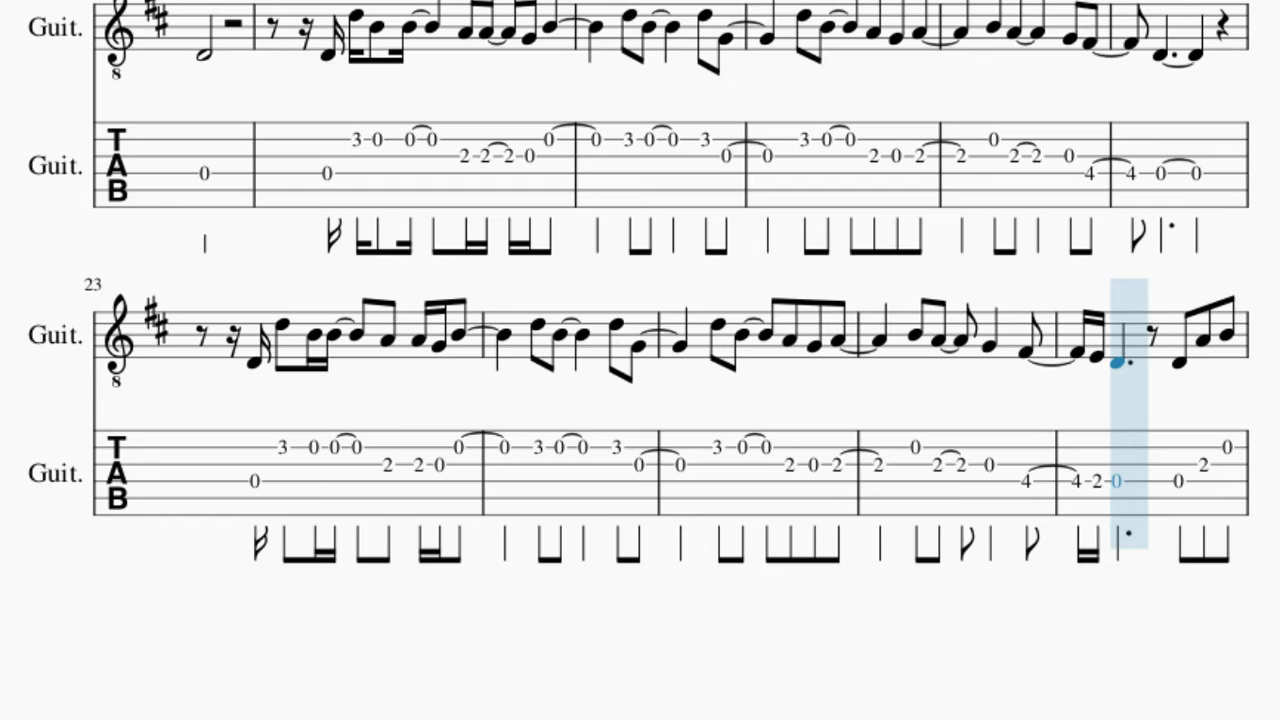 Guit.
8
T
A
B
Guit.
3 0 0 0 0 0 3 0 0 3 3 0 0 0
2 2 2 0 0 0 2 0 2 2 2 2 0
0 0 4 4 0 0
23
Guit.
8
T
A
B
Guit.
3 0 0 0 0 0 3 0 0 3 3 0 0 0 0
2 2 0 0 0 2 0 2 2 2 2 0 2
0 4 4 2 0 0